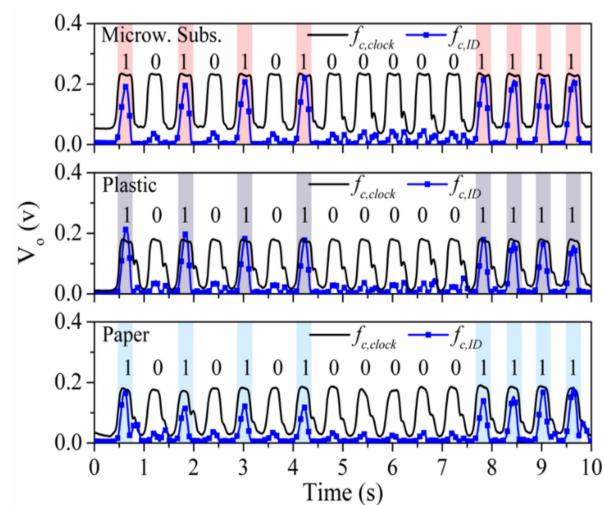 0.4
Microw. Subs. f_c,clock f_c,ID
1 0 1 0 1 0 1 0 0 0 0 0 1 1 1 1
0.2
0.0
0.4
Plastic f_c,clock f_c,ID
1 0 1 0 1 0 1 0 0 0 0 0 1 1 1 1
0.2
0.0
V_o (v)
0.4
Paper f_c,clock f_c,ID
1 0 1 0 1 0 1 0 0 0 0 0 1 1 1 1
0.2
0.0
0 1 2 3 4 5 6 7 8 9 10
Time (s)